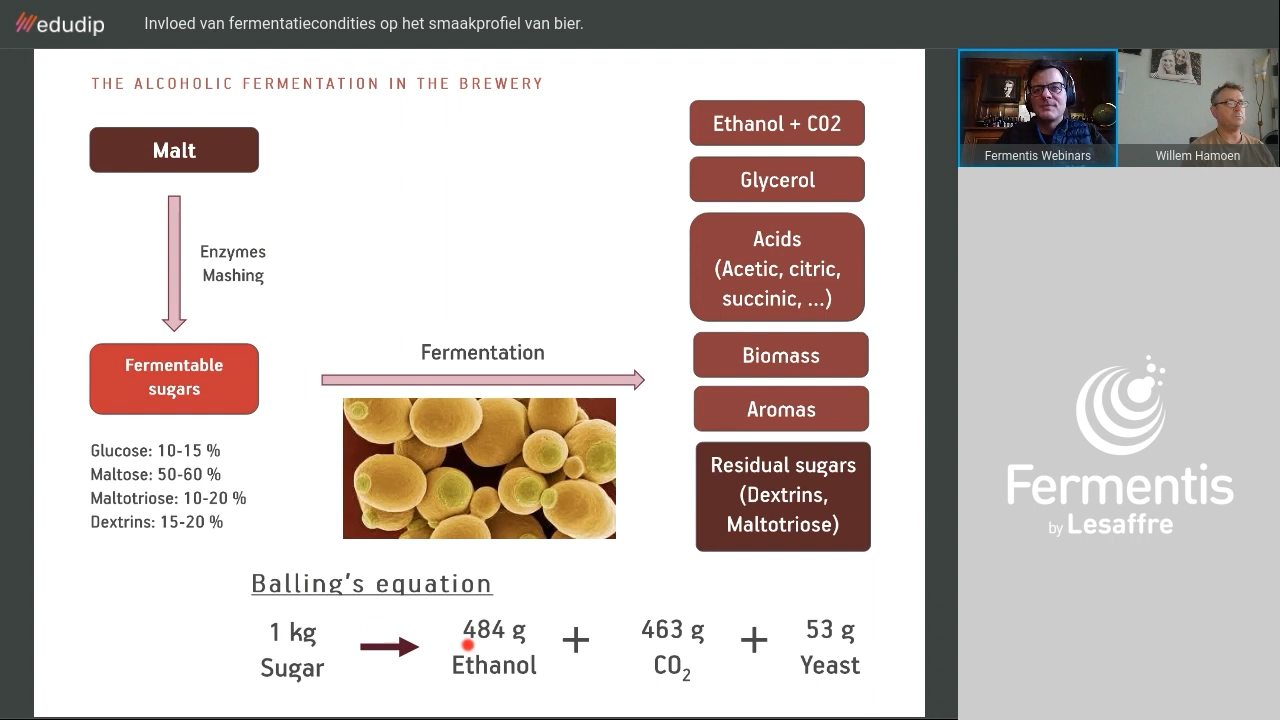 edudip
Invloed van fermentatiecondities op het smaakprofiel van bier.
THE ALCOHOLIC FERMENTATION IN THE BREWERY
Malt
Enzymes
Mashing
Fermentable
sugars
Glucose: 10-15 %
Maltose: 50-60 %
Maltotriose: 10-20 %
Dextrins: 15-20 %
Fermentation
Ethanol + CO2
Glycerol
Acids
(Acetic, citric,
succinic, ...)
Biomass
Aromas
Residual sugars
(Dextrins,
Maltotriose)
Balling's equation
1 kg
Sugar
484 g
Ethanol
+
463 g
CO₂
+
53 g
Yeast
Fermentis Webinars
Willem Hamoen
Fermentis
by Lesaffre